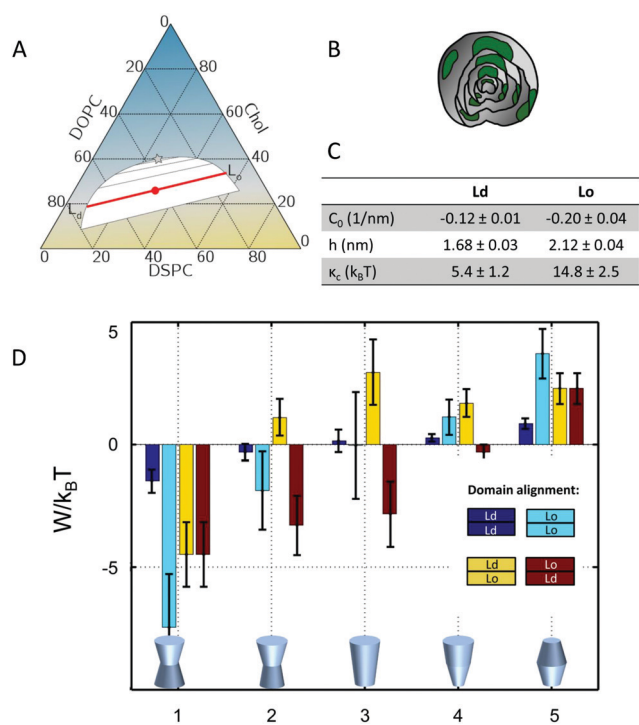 A
0
0
20
20
80
40
60
DOPC
Chol
60
40
80
20
Lo
Ld
0
0
20
40
60
80
0
DSPC
B
C
Ld
Lo
C0 (1/nm)
-0.12 ± 0.01
-0.20 ± 0.04
h (nm)
1.68 ± 0.03
2.12 ± 0.04
κc (kBT)
5.4 ± 1.2
14.8 ± 2.5
D
W/kBT
5
0
-5
Domain alignment:
Ld
Ld
Lo
Lo
Ld
Lo
Lo
Ld
1
2
3
4
5